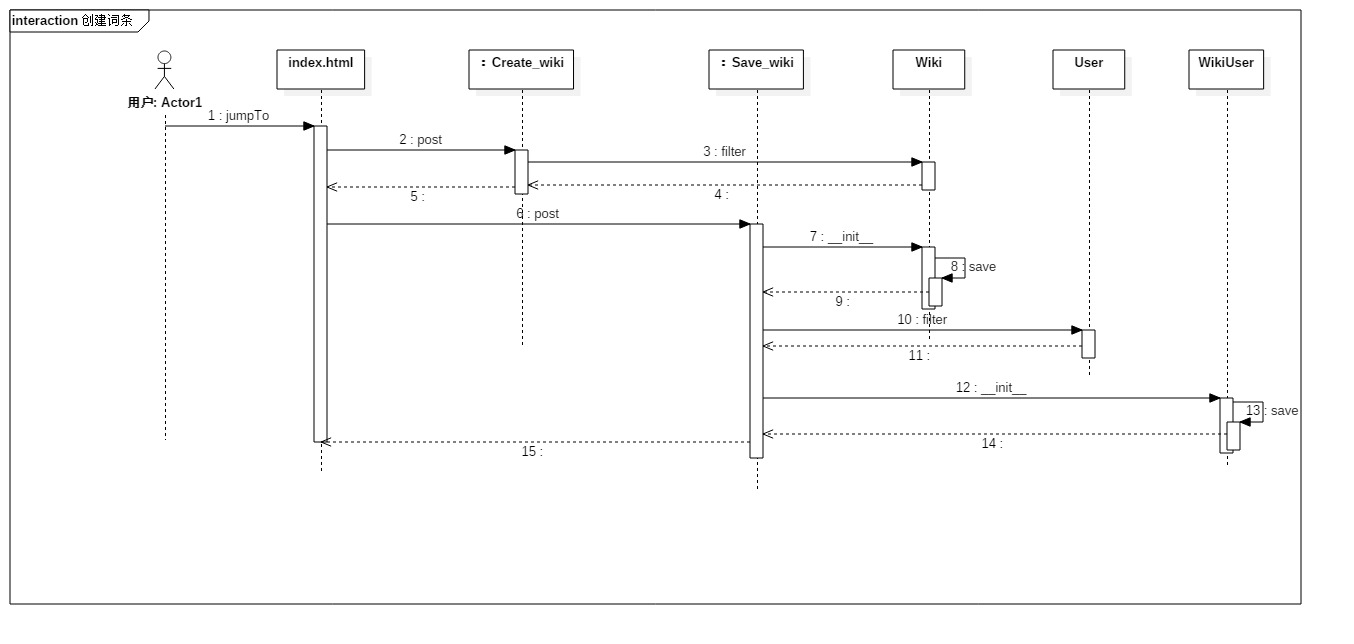 interaction 创建词条
index.html
: Create_wiki
: Save_wiki
Wiki
User
WikiUser
用户: Actor1
1 : jumpTo
2 : post
3 : filter
4 :
5 :
6 : post
7 : __init__
8 : save
9 :
10 : filter
11 :
12 : __init__
13 : save
14 :
15 :